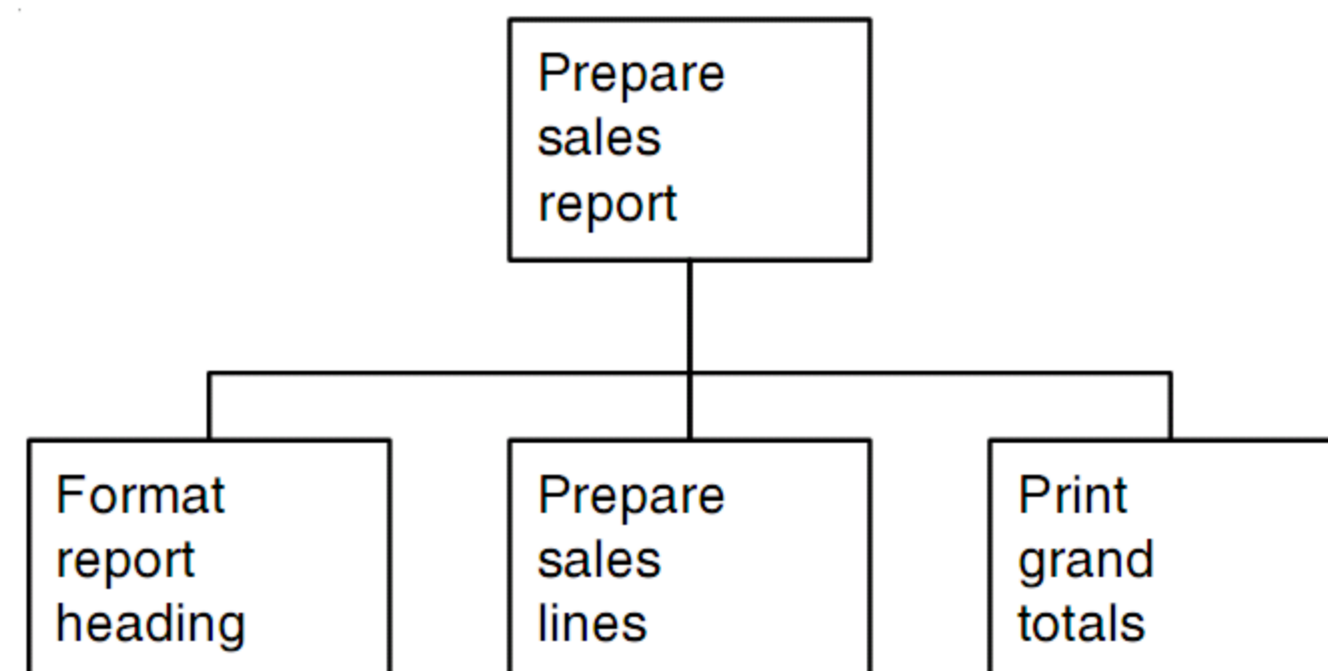 Prepare
sales
report
Format
report
heading
Prepare
sales
lines
Print
grand
totals